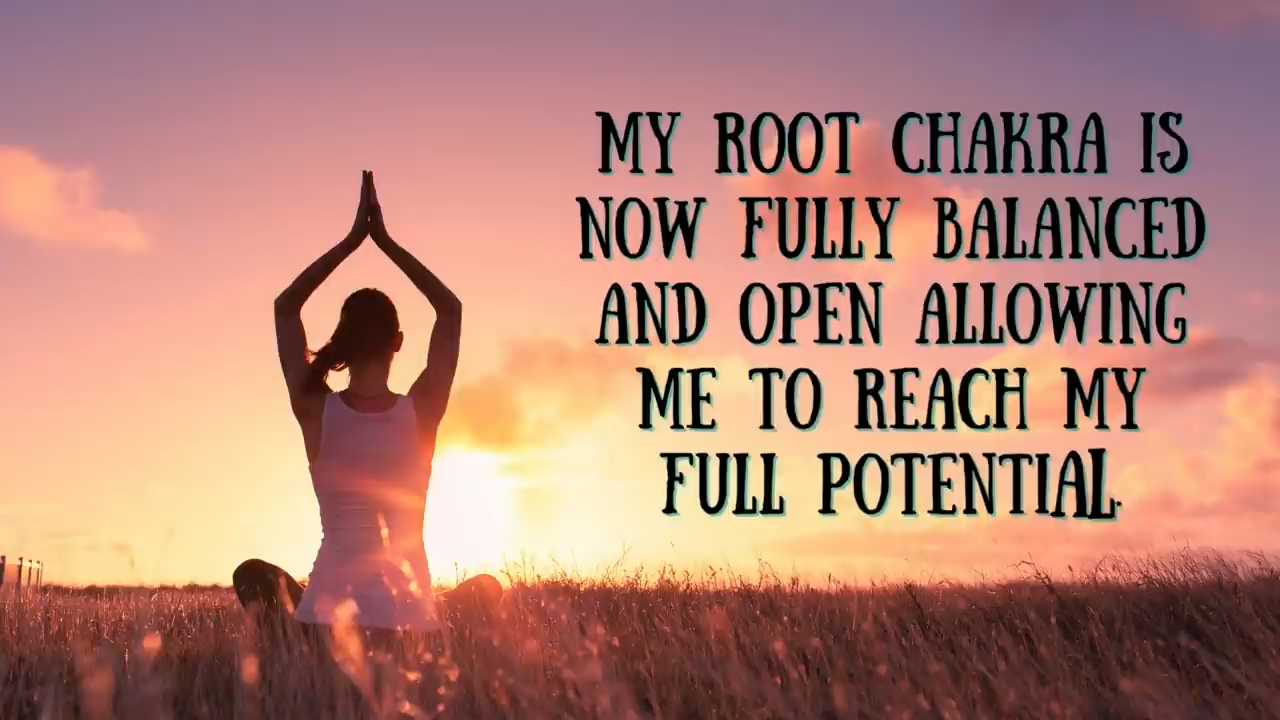 MY ROOT CHAKRA IS
NOW FULLY BALANCED
AND OPEN ALLOWING
ME TO REACH MY
FULL POTENTIAL.